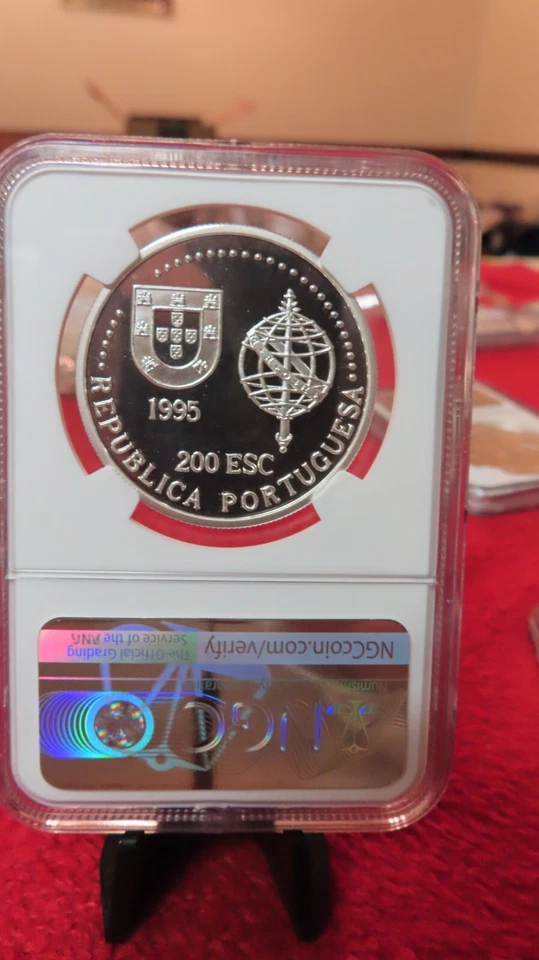 1995
200 ESC
·REPUBLICA PORTUGUESA·
NGCcoin.com/verify
The Official Grading
Service of the ANA
NGC